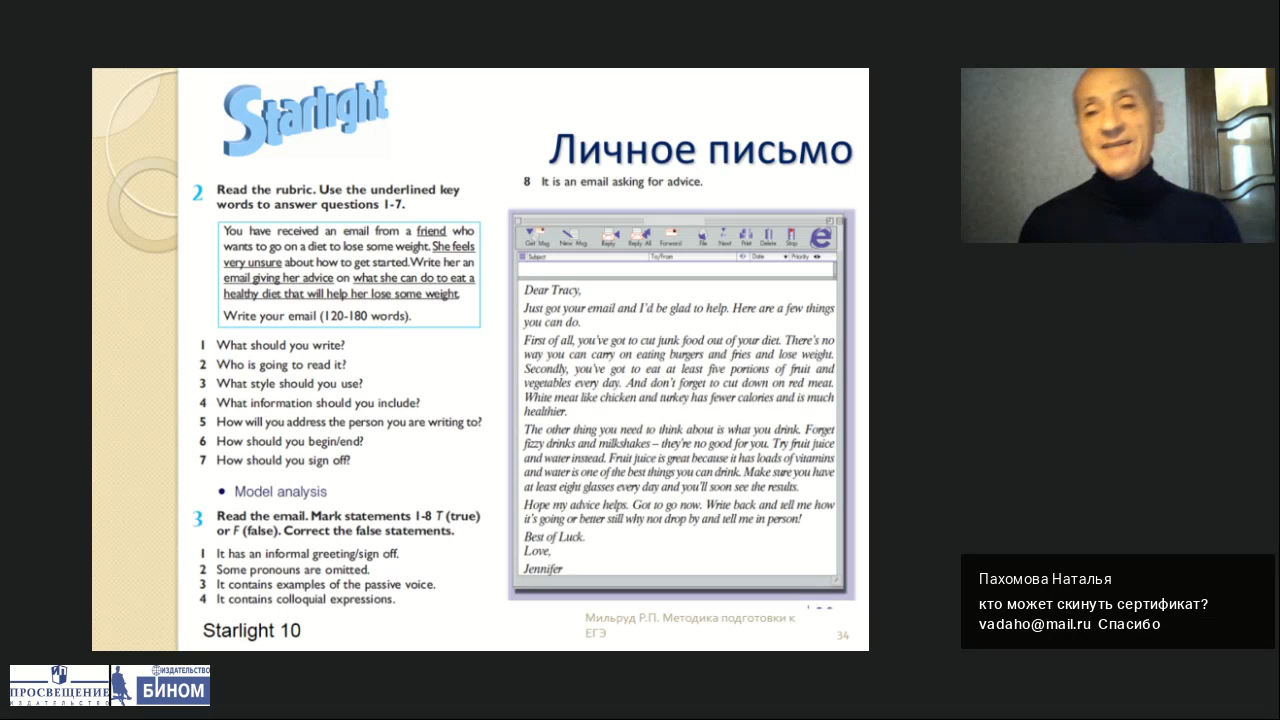 Starlight
Личное письмо
2 Read the rubric. Use the underlined key
words to answer questions 1-7.
You have received an email from a friend who
wants to go on a diet to lose some weight. She feels
very unsure about how to get started. Write her an
email giving her advice on what she can do to eat a
healthy diet that will help her lose some weight.
Write your email (120-180 words).
1 What should you write?
2 Who is going to read it?
3 What style should you use?
4 What information should you include?
5 How will you address the person you are writing to?
6 How should you begin/end?
7 How should you sign off?
• Model analysis
3 Read the email. Mark statements 1-8 T (true)
or F (false). Correct the false statements.
1 It has an informal greeting/sign off.
2 Some pronouns are omitted.
3 It contains examples of the passive voice.
4 It contains colloquial expressions.
Starlight 10
8 It is an email asking for advice.
Get Msg New Msg Reply Reply All Forward File Next Print Delete Stop
Subject To/From Date Priority
Dear Tracy,
Just got your email and I'd be glad to help. Here are a few things
you can do.
First of all, you've got to cut junk food out of your diet. There's no
way you can carry on eating burgers and fries and lose weight.
Secondly, you've got to eat at least five portions of fruit and
vegetables every day. And don't forget to cut down on red meat.
White meat like chicken and turkey has fewer calories and is much
healthier.
The other thing you need to think about is what you drink. Forget
fizzy drinks and milkshakes – they're no good for you. Try fruit juice
and water instead. Fruit juice is great because it has loads of vitamins
and water is one of the best things you can drink. Make sure you have
at least eight glasses every day and you'll soon see the results.
Hope my advice helps. Got to go now. Write back and tell me how
it's going or better still why not drop by and tell me in person!
Best of Luck.
Love,
Jennifer
Мильруд Р.П. Методика подготовки к
ЕГЭ
34
Пахомова Наталья
кто может скинуть сертификат?
vadaho@mail.ru Спасибо
ПРОСВЕЩЕНИЕ
ИЗДАТЕЛЬСТВО
ИЗДАТЕЛЬСТВО
БИНОМ